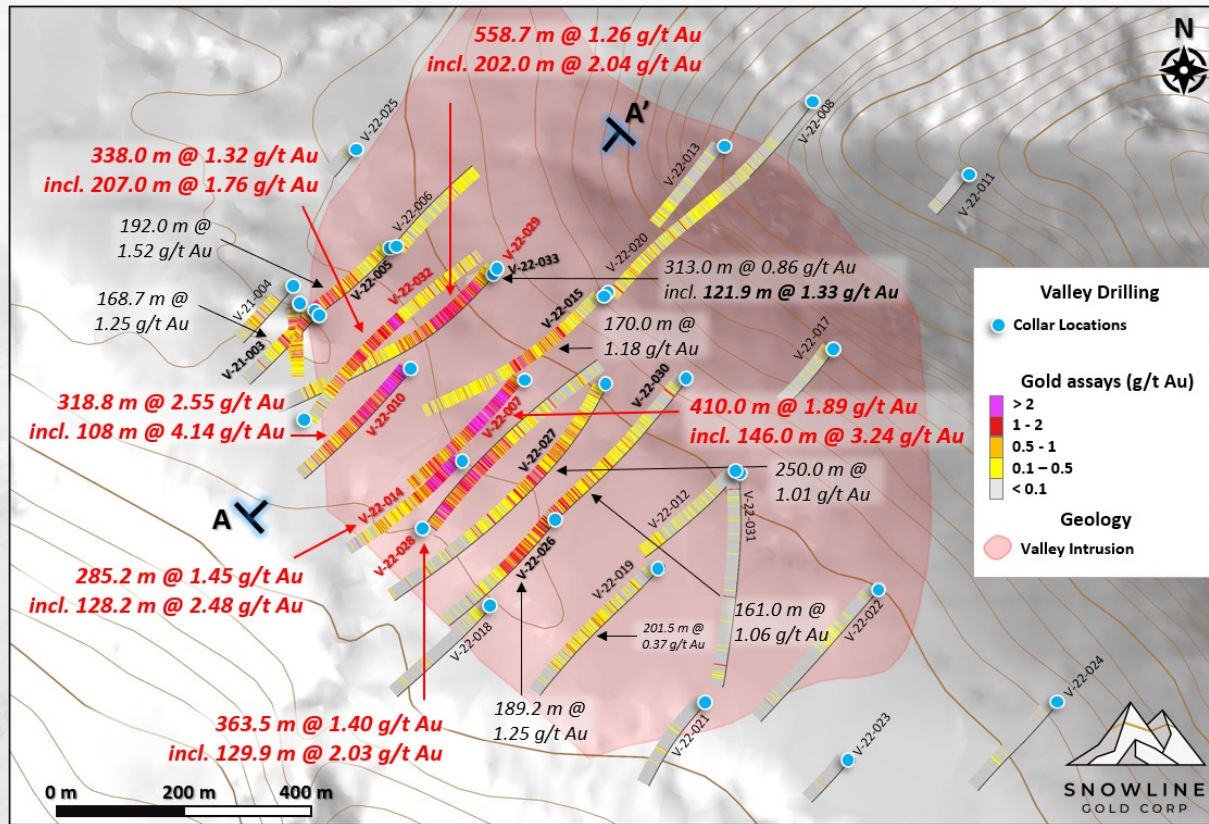 558.7 m @ 1.26 g/t Au
incl. 202.0 m @ 2.04 g/t Au
N
A'
V-22-025
V-22-008
V-22-013
V-22-011
338.0 m @ 1.32 g/t Au
incl. 207.0 m @ 1.76 g/t Au
V-22-006
192.0 m @
1.52 g/t Au
V-22-005
V-22-029
V-22-033
V-22-032
V-22-020
313.0 m @ 0.86 g/t Au
incl. 121.9 m @ 1.33 g/t Au
V-21-004
168.7 m @
1.25 g/t Au
V-21-003
V-22-015
170.0 m @
1.18 g/t Au
V-22-017
V-22-010
V-22-007
V-22-030
318.8 m @ 2.55 g/t Au
incl. 108 m @ 4.14 g/t Au
410.0 m @ 1.89 g/t Au
incl. 146.0 m @ 3.24 g/t Au
V-22-027
250.0 m @
1.01 g/t Au
V-22-014
V-22-012
V-22-031
A
V-22-028
V-22-026
285.2 m @ 1.45 g/t Au
incl. 128.2 m @ 2.48 g/t Au
V-22-019
V-22-022
161.0 m @
1.06 g/t Au
201.5 m @
0.37 g/t Au
V-22-018
189.2 m @
1.25 g/t Au
363.5 m @ 1.40 g/t Au
incl. 129.9 m @ 2.03 g/t Au
V-22-021
V-22-023
V-22-024
Valley Drilling
Collar Locations
Gold assays (g/t Au)
> 2
1 - 2
0.5 - 1
0.1 – 0.5
< 0.1
Geology
Valley Intrusion
0 m 200 m 400 m
SNOWLINE
GOLD CORP